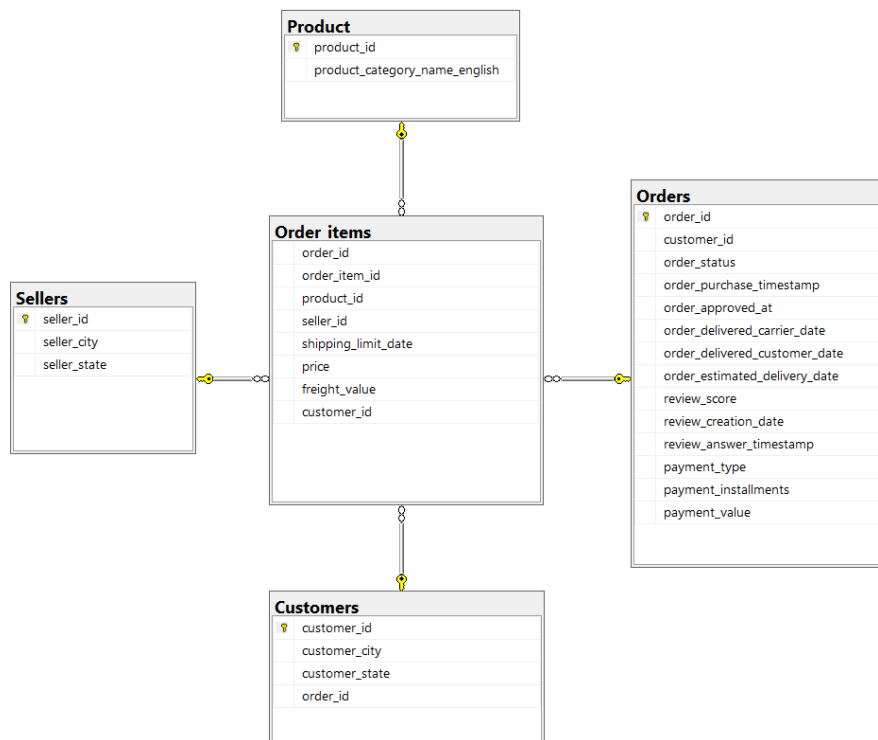 Product
product_id
product_category_name_english
Order items
order_id
order_item_id
product_id
seller_id
shipping_limit_date
price
freight_value
customer_id
Sellers
seller_id
seller_city
seller_state
Orders
order_id
customer_id
order_status
order_purchase_timestamp
order_approved_at
order_delivered_carrier_date
order_delivered_customer_date
order_estimated_delivery_date
review_score
review_creation_date
review_answer_timestamp
payment_type
payment_installments
payment_value
Customers
customer_id
customer_city
customer_state
order_id